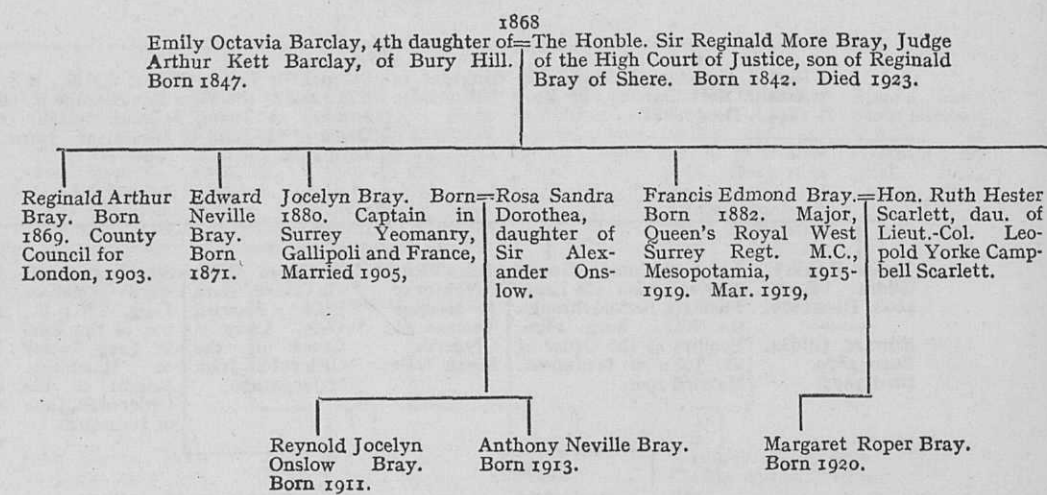 1868
Emily Octavia Barclay, 4th daughter of=The Honble. Sir Reginald More Bray, Judge
Arthur Kett Barclay, of Bury Hill. of the High Court of Justice, son of Reginald
Born 1847. Bray of Shere. Born 1842. Died 1923.
Reginald Arthur
Bray. Born
1869. County
Council for
London, 1903.
Edward
Neville
Bray.
Born
1871.
Jocelyn Bray. Born=
1880. Captain in
Surrey Yeomanry,
Gallipoli and France,
Married 1905,
Rosa Sandra
Dorothea,
daughter of
Sir Alex-
ander Ons-
low.
Francis Edmond Bray.=
Born 1882. Major,
Queen's Royal West
Surrey Regt. M.C.,
Mesopotamia, 1915-
1919. Mar. 1919,
Hon. Ruth Hester
Scarlett, dau. of
Lieut.-Col. Leo-
pold Yorke Camp-
bell Scarlett.
Reynold Jocelyn
Onslow Bray.
Born 1911.
Anthony Neville Bray.
Born 1913.
Margaret Roper Bray.
Born 1920.